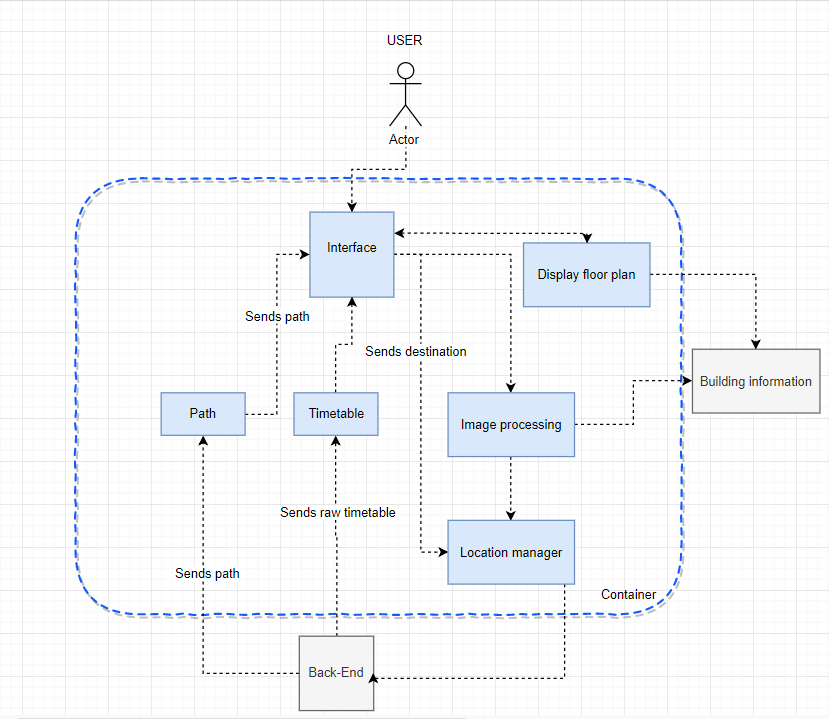 USER
Actor
Interface
Display floor plan
Sends path
Sends destination
Building information
Path
Timetable
Image processing
Sends raw timetable
Location manager
Sends path
Container
Back-End